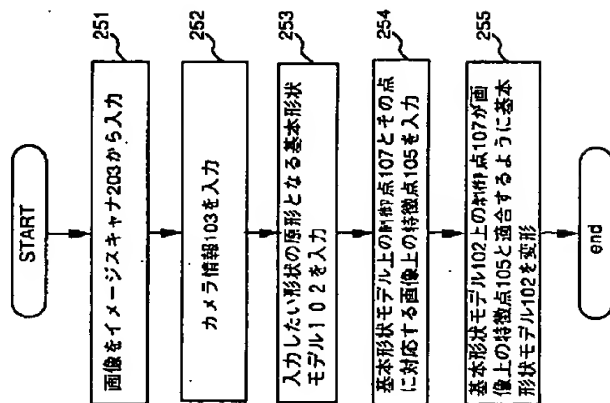 START
251
画像をイメージスキャナ203から入力
252
カメラ情報103を入力
253
入力したい形状の原形となる基本形状
モデル102を入力
254
基本形状モデル上の制御点107とその点
に対応する画像上の特徴点105を入力
255
基本形状モデル102上の制御点107が画
像上の特徴点105と適合するように基本
形状モデル102を変形
end